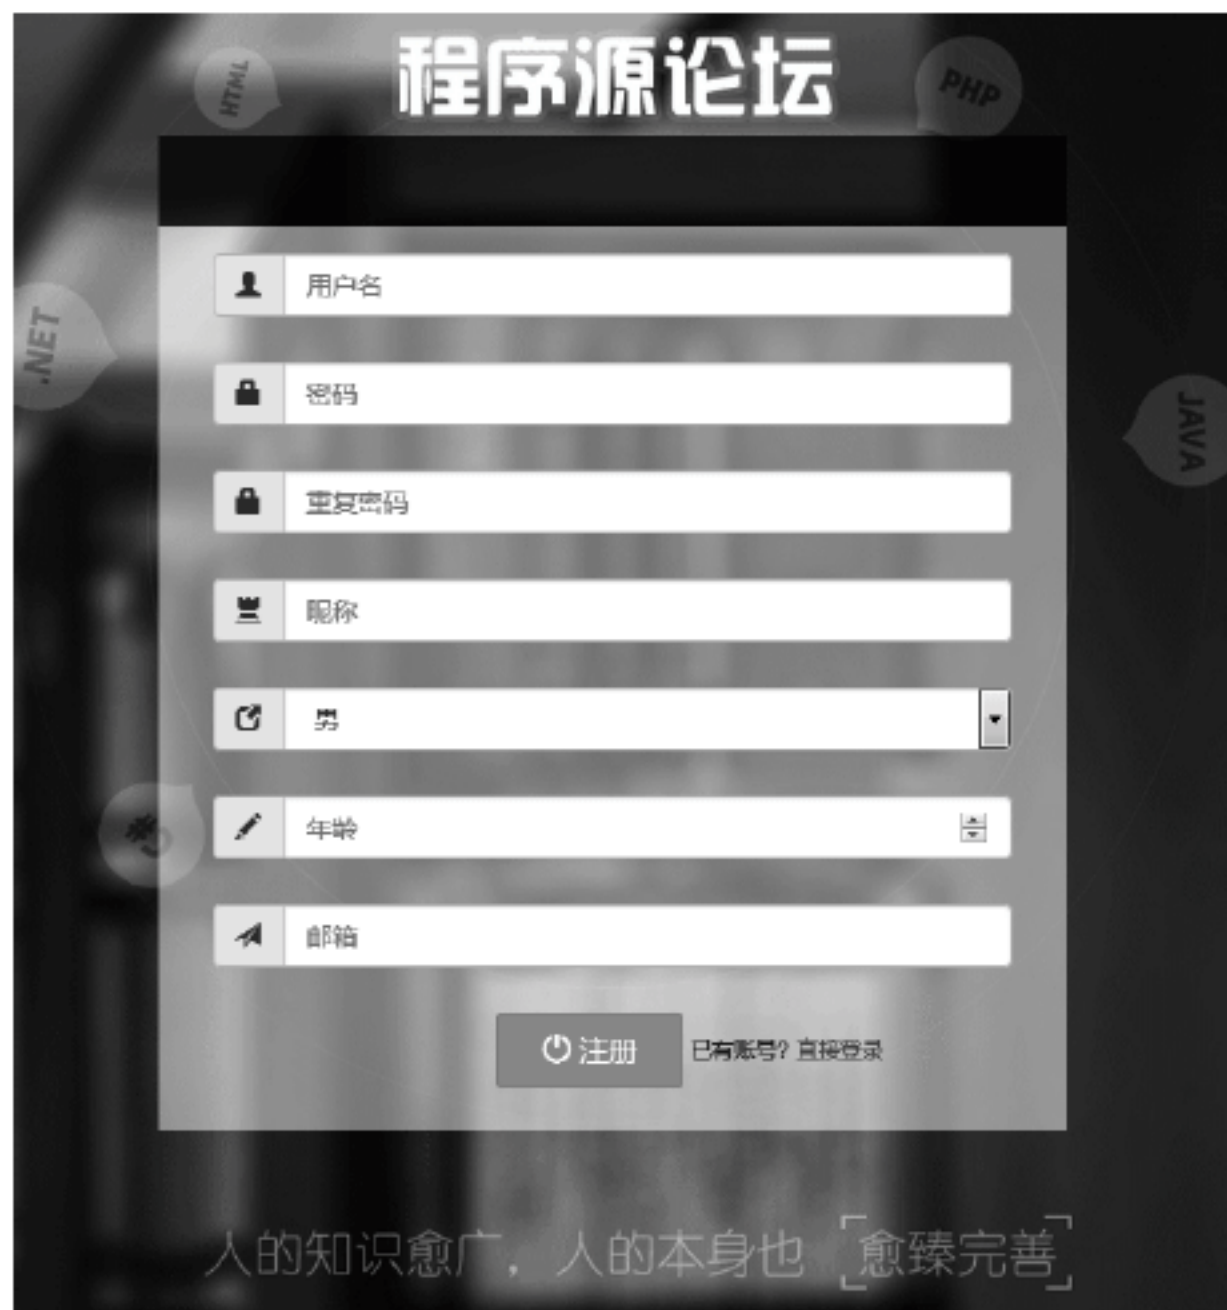 程序源论坛
HTML
PHP
.NET
JAVA
C#
用户名
密码
重复密码
昵称
男
年龄
邮箱
注册 已有账号? 直接登录
人的知识愈广，人的本身也 愈臻完善